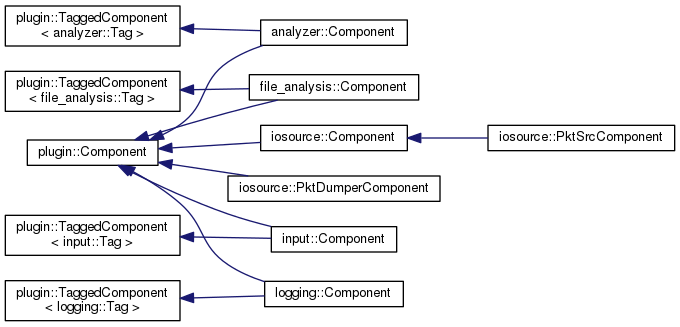 plugin::TaggedComponent
< analyzer::Tag >
analyzer::Component
plugin::TaggedComponent
< file_analysis::Tag >
file_analysis::Component
plugin::Component
iosource::Component
iosource::PktSrcComponent
iosource::PktDumperComponent
plugin::TaggedComponent
< input::Tag >
input::Component
plugin::TaggedComponent
< logging::Tag >
logging::Component